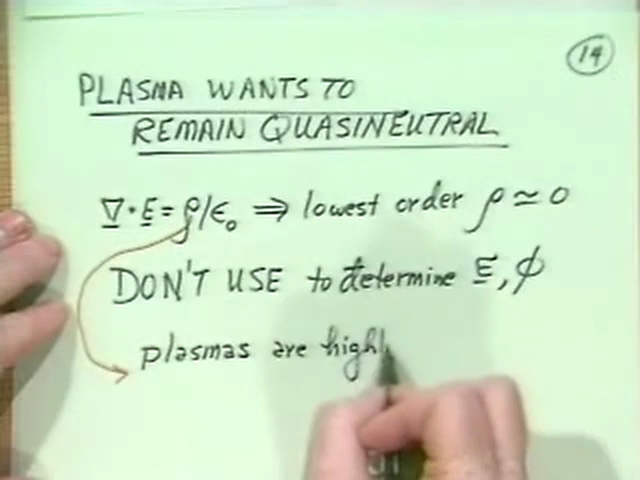 14
PLASMA WANTS TO
REMAIN QUASINEUTRAL
∇·E = ρ/ε₀ ⇒ lowest order ρ ≃ 0
DON'T USE to determine E, ϕ
plasmas are highl